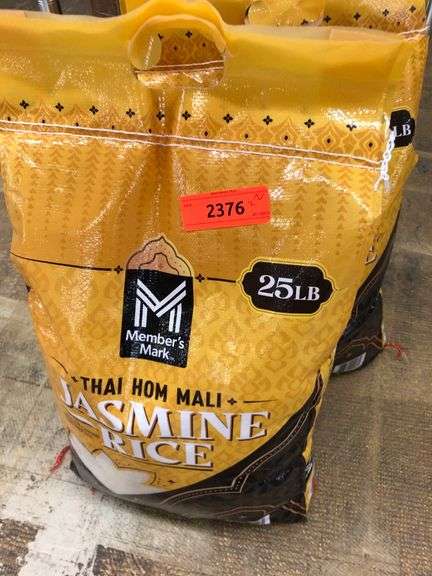 LB
2376
25LB
M
Member's
Mark
THAI HOM MALI
JASMINE
RICE